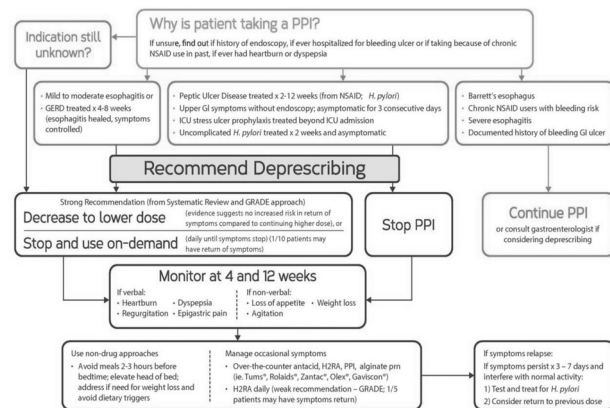 Why is patient taking a PPI?
If unsure, find out if history of endoscopy, if ever hospitalized for bleeding ulcer or if taking because of chronic
NSAID use in past, if ever had heartburn or dyspepsia
Indication still
unknown?
• Mild to moderate esophagitis or
• GERD treated x 4-8 weeks
(esophagitis healed, symptoms
controlled)
• Peptic Ulcer Disease treated x 2-12 weeks (from NSAID; H. pylori)
• Upper GI symptoms without endoscopy; asymptomatic for 3 consecutive days
• ICU stress ulcer prophylaxis treated beyond ICU admission
• Uncomplicated H. pylori treated x 2 weeks and asymptomatic
• Barrett's esophagus
• Chronic NSAID users with bleeding risk
• Severe esophagitis
• Documented history of bleeding GI ulcer
Recommend Deprescribing
Strong Recommendation (from Systematic Review and GRADE approach)
Decrease to lower dose
(evidence suggests no increased risk in return of
symptoms compared to continuing higher dose), or
Stop and use on-demand
(daily until symptoms stop) (1/10 patients may
have return of symptoms)
Stop PPI
Continue PPI
or consult gastroenterologist if
considering deprescribing
Monitor at 4 and 12 weeks
If verbal:
• Heartburn
• Dyspepsia
• Regurgitation
• Epigastric pain
If non-verbal:
• Loss of appetite
• Weight loss
• Agitation
Use non-drug approaches
• Avoid meals 2-3 hours before
bedtime; elevate head of bed;
address if need for weight loss and
avoid dietary triggers
Manage occasional symptoms
• Over-the-counter antacid, H2RA, PPI, alginate prn
(ie. Tums®, Rolaids®, Zantac®, Olex®, Gaviscon®)
• H2RA daily (weak recommendation – GRADE; 1/5
patients may have symptoms return)
If symptoms relapse:
If symptoms persist x 3 – 7 days and
interfere with normal activity:
1) Test and treat for H. pylori
2) Consider return to previous dose